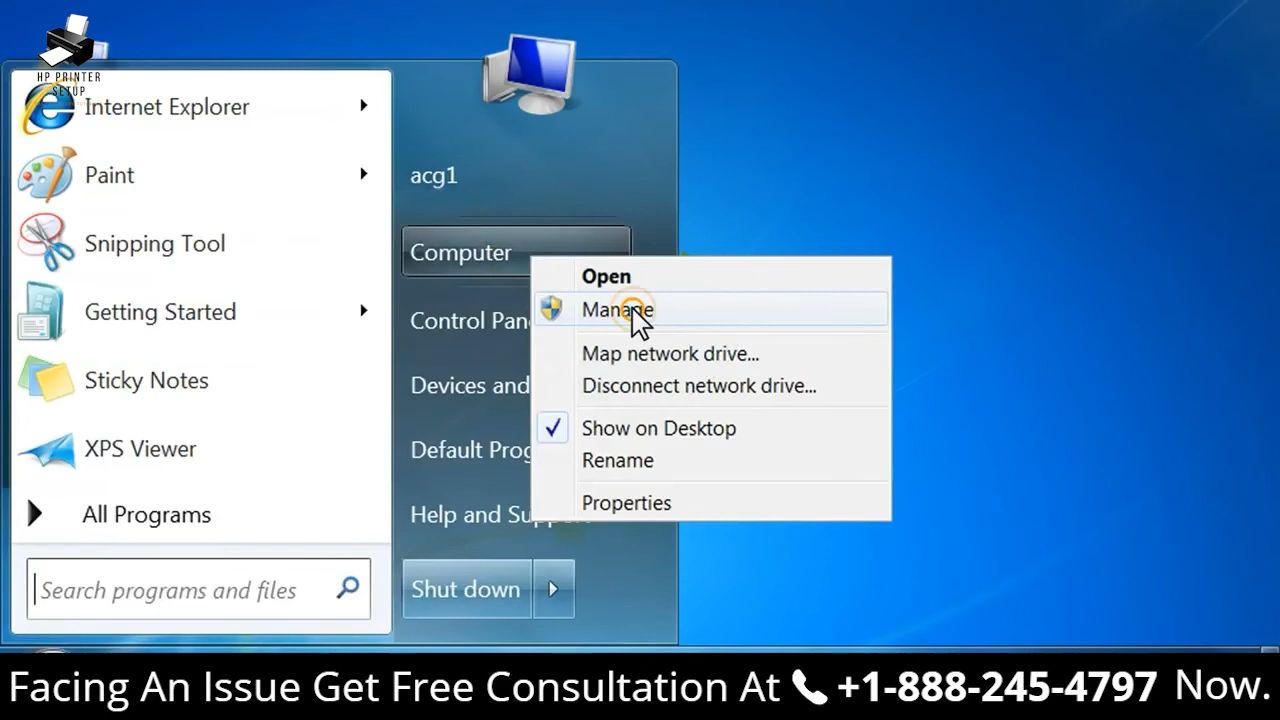 HP PRINTER
SETUP
Internet Explorer
Paint
Snipping Tool
Getting Started
Sticky Notes
XPS Viewer
All Programs
Search programs and files
acg1
Computer
Control Pan
Devices and
Default Prog
Help and Support
Shut down
Open
Manage
Map network drive...
Disconnect network drive...
Show on Desktop
Rename
Properties
Facing An Issue Get Free Consultation At +1-888-245-4797 Now.